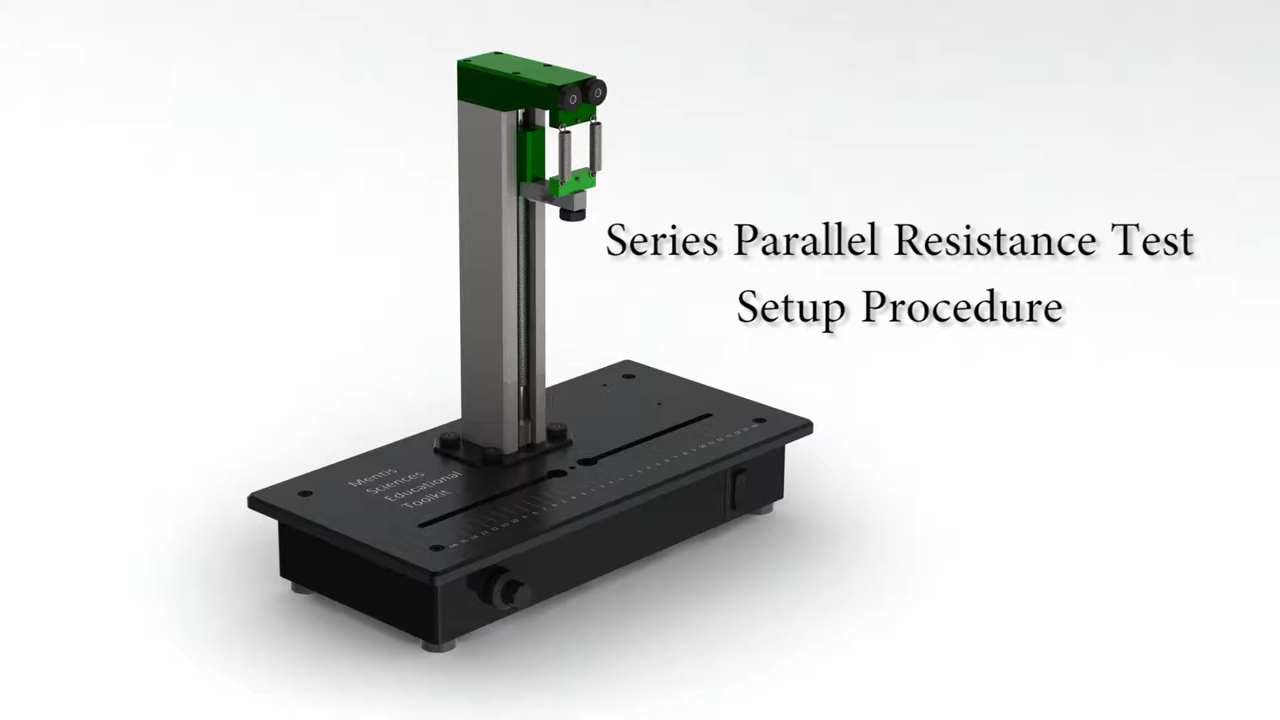 Series Parallel Resistance Test
Setup Procedure
Mentis
Sciences
Educational
Toolkit